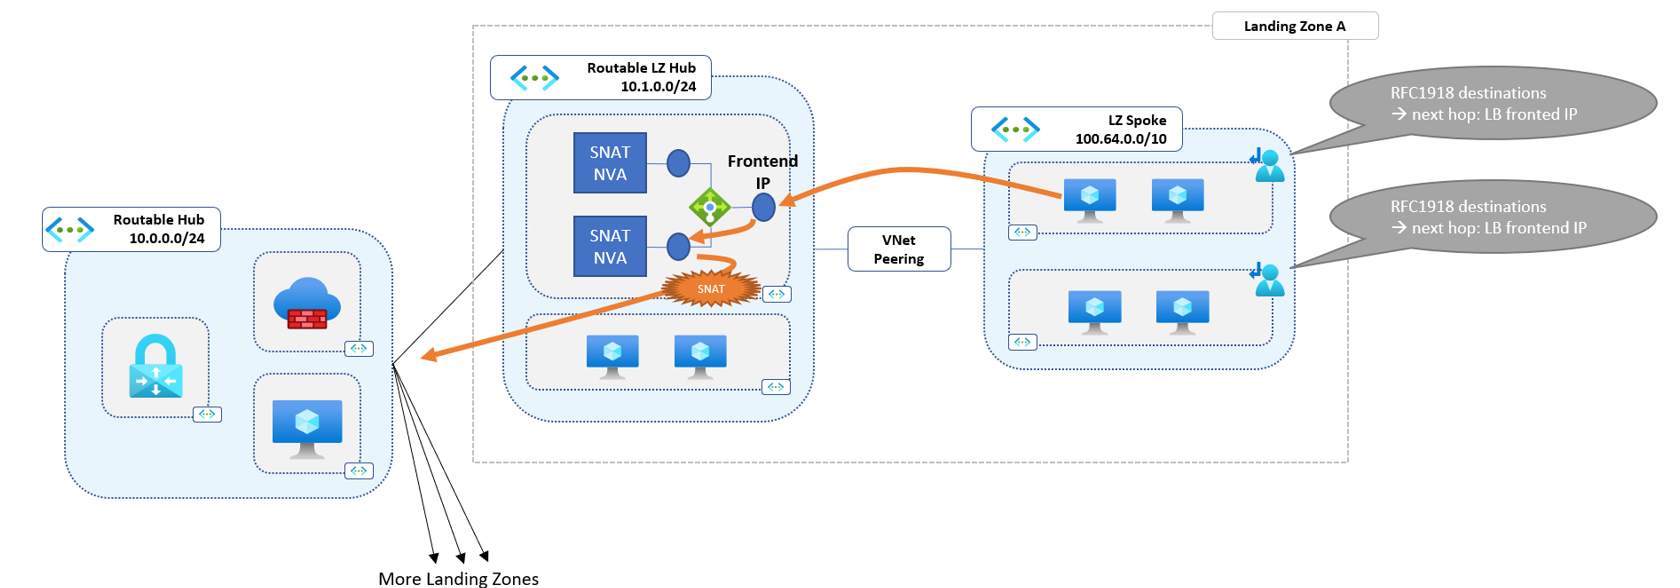 Landing Zone A
Routable LZ Hub
10.1.0.0/24
RFC1918 destinations
→ next hop: LB fronted IP
LZ Spoke
100.64.0.0/10
SNAT
NVA
Frontend
IP
Routable Hub
10.0.0.0/24
SNAT
NVA
VNet
Peering
RFC1918 destinations
→ next hop: LB frontend IP
SNAT
More Landing Zones